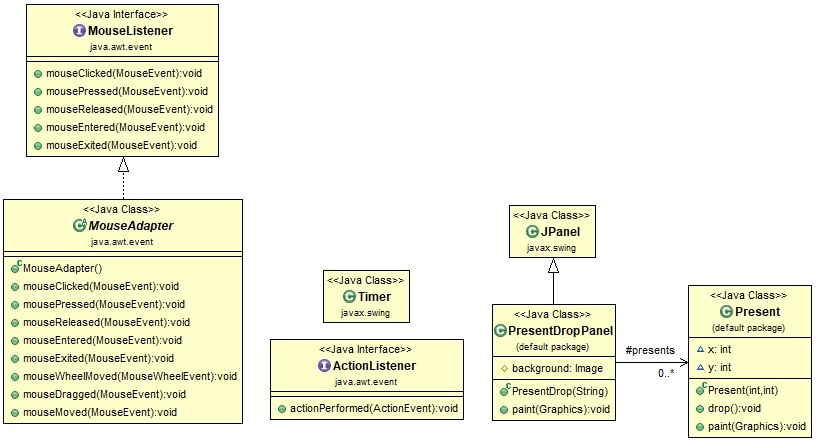 <<Java Interface>>
MouseListener
java.awt.event
mouseClicked(MouseEvent):void
mousePressed(MouseEvent):void
mouseReleased(MouseEvent):void
mouseEntered(MouseEvent):void
mouseExited(MouseEvent):void
<<Java Class>>
MouseAdapter
java.awt.event
MouseAdapter()
mouseClicked(MouseEvent):void
mousePressed(MouseEvent):void
mouseReleased(MouseEvent):void
mouseEntered(MouseEvent):void
mouseExited(MouseEvent):void
mouseWheelMoved(MouseWheelEvent):void
mouseDragged(MouseEvent):void
mouseMoved(MouseEvent):void
<<Java Class>>
Timer
javax.swing
<<Java Interface>>
ActionListener
java.awt.event
actionPerformed(ActionEvent):void
<<Java Class>>
JPanel
javax.swing
<<Java Class>>
PresentDropPanel
(default package)
background: Image
PresentDrop(String)
paint(Graphics):void
#presents
0..*
<<Java Class>>
Present
(default package)
x: int
y: int
Present(int,int)
drop():void
paint(Graphics):void